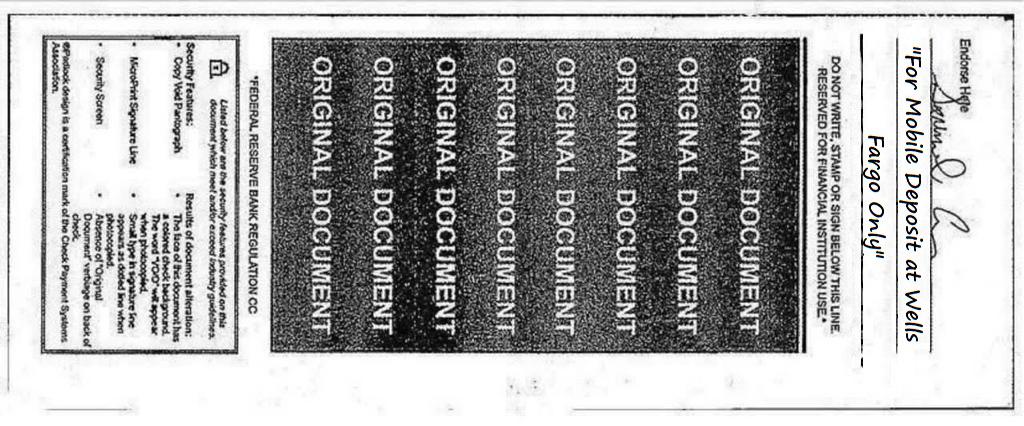 Endorse Here
"For Mobile Deposit at Wells
Fargo Only"
DO NOT WRITE, STAMP OR SIGN BELOW THIS LINE.
RESERVED FOR FINANCIAL INSTITUTION USE.*
ORIGINAL DOCUMENT
ORIGINAL DOCUMENT
ORIGINAL DOCUMENT
ORIGINAL DOCUMENT
ORIGINAL DOCUMENT
ORIGINAL DOCUMENT
ORIGINAL DOCUMENT
ORIGINAL DOCUMENT
*FEDERAL RESERVE BANK REGULATION CC
Listed below are the security features provided on this
document which meet and/or exceed industry guidelines.
Security Features:
• Copy Void Pantograph
• MicroPrint Signature Line
• Security Screen
Results of document alteration:
• The face of this document has
a colored check background.
The word "VOID" will appear
when photocopied.
• Small type in signature line
appears as dotted line when
photocopied.
• Absence of "Original
Document" verbiage on back of
check.
®Padlock design is a certification mark of the Check Payment Systems
Association.